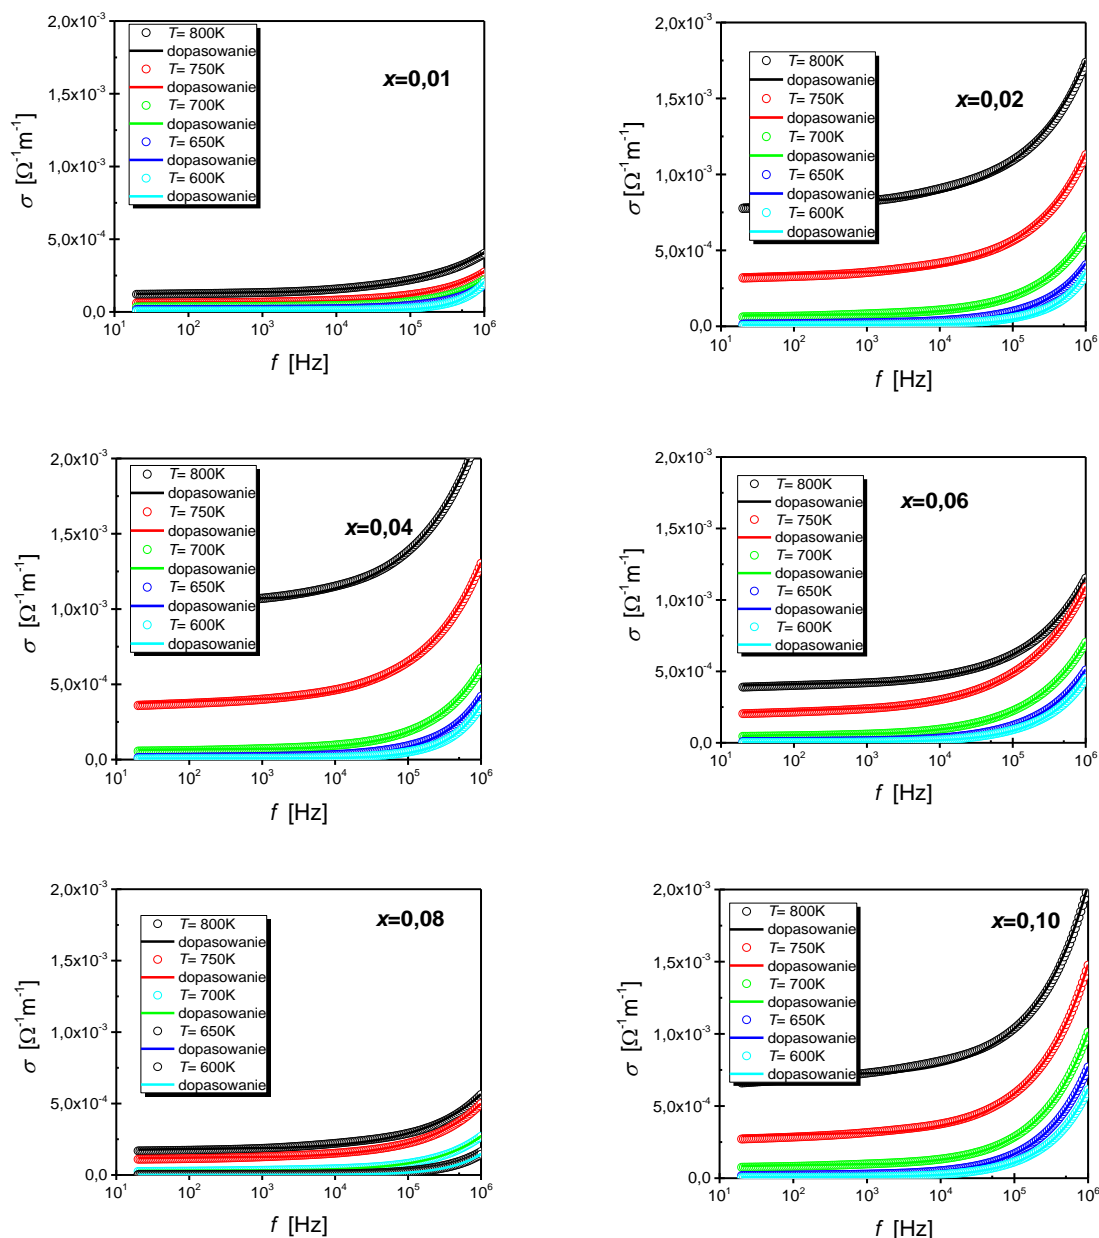 2,0x10⁻³
1,5x10⁻³
1,0x10⁻³
5,0x10⁻⁴
0,0
σ [Ω⁻¹m⁻¹]
T= 800K
dopasowanie
T= 750K
dopasowanie
T= 700K
dopasowanie
T= 650K
dopasowanie
T= 600K
dopasowanie
x=0,01
10¹ 10² 10³ 10⁴ 10⁵ 10⁶
f [Hz]
2,0x10⁻³
1,5x10⁻³
1,0x10⁻³
5,0x10⁻⁴
0,0
σ [Ω⁻¹m⁻¹]
T= 800K
dopasowanie
T= 750K
dopasowanie
T= 700K
dopasowanie
T= 650K
dopasowanie
T= 600K
dopasowanie
x=0,02
10¹ 10² 10³ 10⁴ 10⁵ 10⁶
f [Hz]
2,0x10⁻³
1,5x10⁻³
1,0x10⁻³
5,0x10⁻⁴
0,0
σ [Ω⁻¹m⁻¹]
T= 800K
dopasowanie
T= 750K
dopasowanie
T= 700K
dopasowanie
T= 650K
dopasowanie
T= 600K
dopasowanie
x=0,04
10¹ 10² 10³ 10⁴ 10⁵ 10⁶
f [Hz]
2,0x10⁻³
1,5x10⁻³
1,0x10⁻³
5,0x10⁻⁴
0,0
σ [Ω⁻¹m⁻¹]
T= 800K
dopasowanie
T= 750K
dopasowanie
T= 700K
dopasowanie
T= 650K
dopasowanie
T= 600K
dopasowanie
x=0,06
10¹ 10² 10³ 10⁴ 10⁵ 10⁶
f [Hz]
2,0x10⁻³
1,5x10⁻³
1,0x10⁻³
5,0x10⁻⁴
0,0
σ [Ω⁻¹m⁻¹]
T= 800K
dopasowanie
T= 750K
dopasowanie
T= 700K
dopasowanie
T= 650K
dopasowanie
T= 600K
dopasowanie
x=0,08
10¹ 10² 10³ 10⁴ 10⁵ 10⁶
f [Hz]
2,0x10⁻³
1,5x10⁻³
1,0x10⁻³
5,0x10⁻⁴
0,0
σ [Ω⁻¹m⁻¹]
T= 800K
dopasowanie
T= 750K
dopasowanie
T= 700K
dopasowanie
T= 650K
dopasowanie
T= 600K
dopasowanie
x=0,10
10¹ 10² 10³ 10⁴ 10⁵ 10⁶
f [Hz]